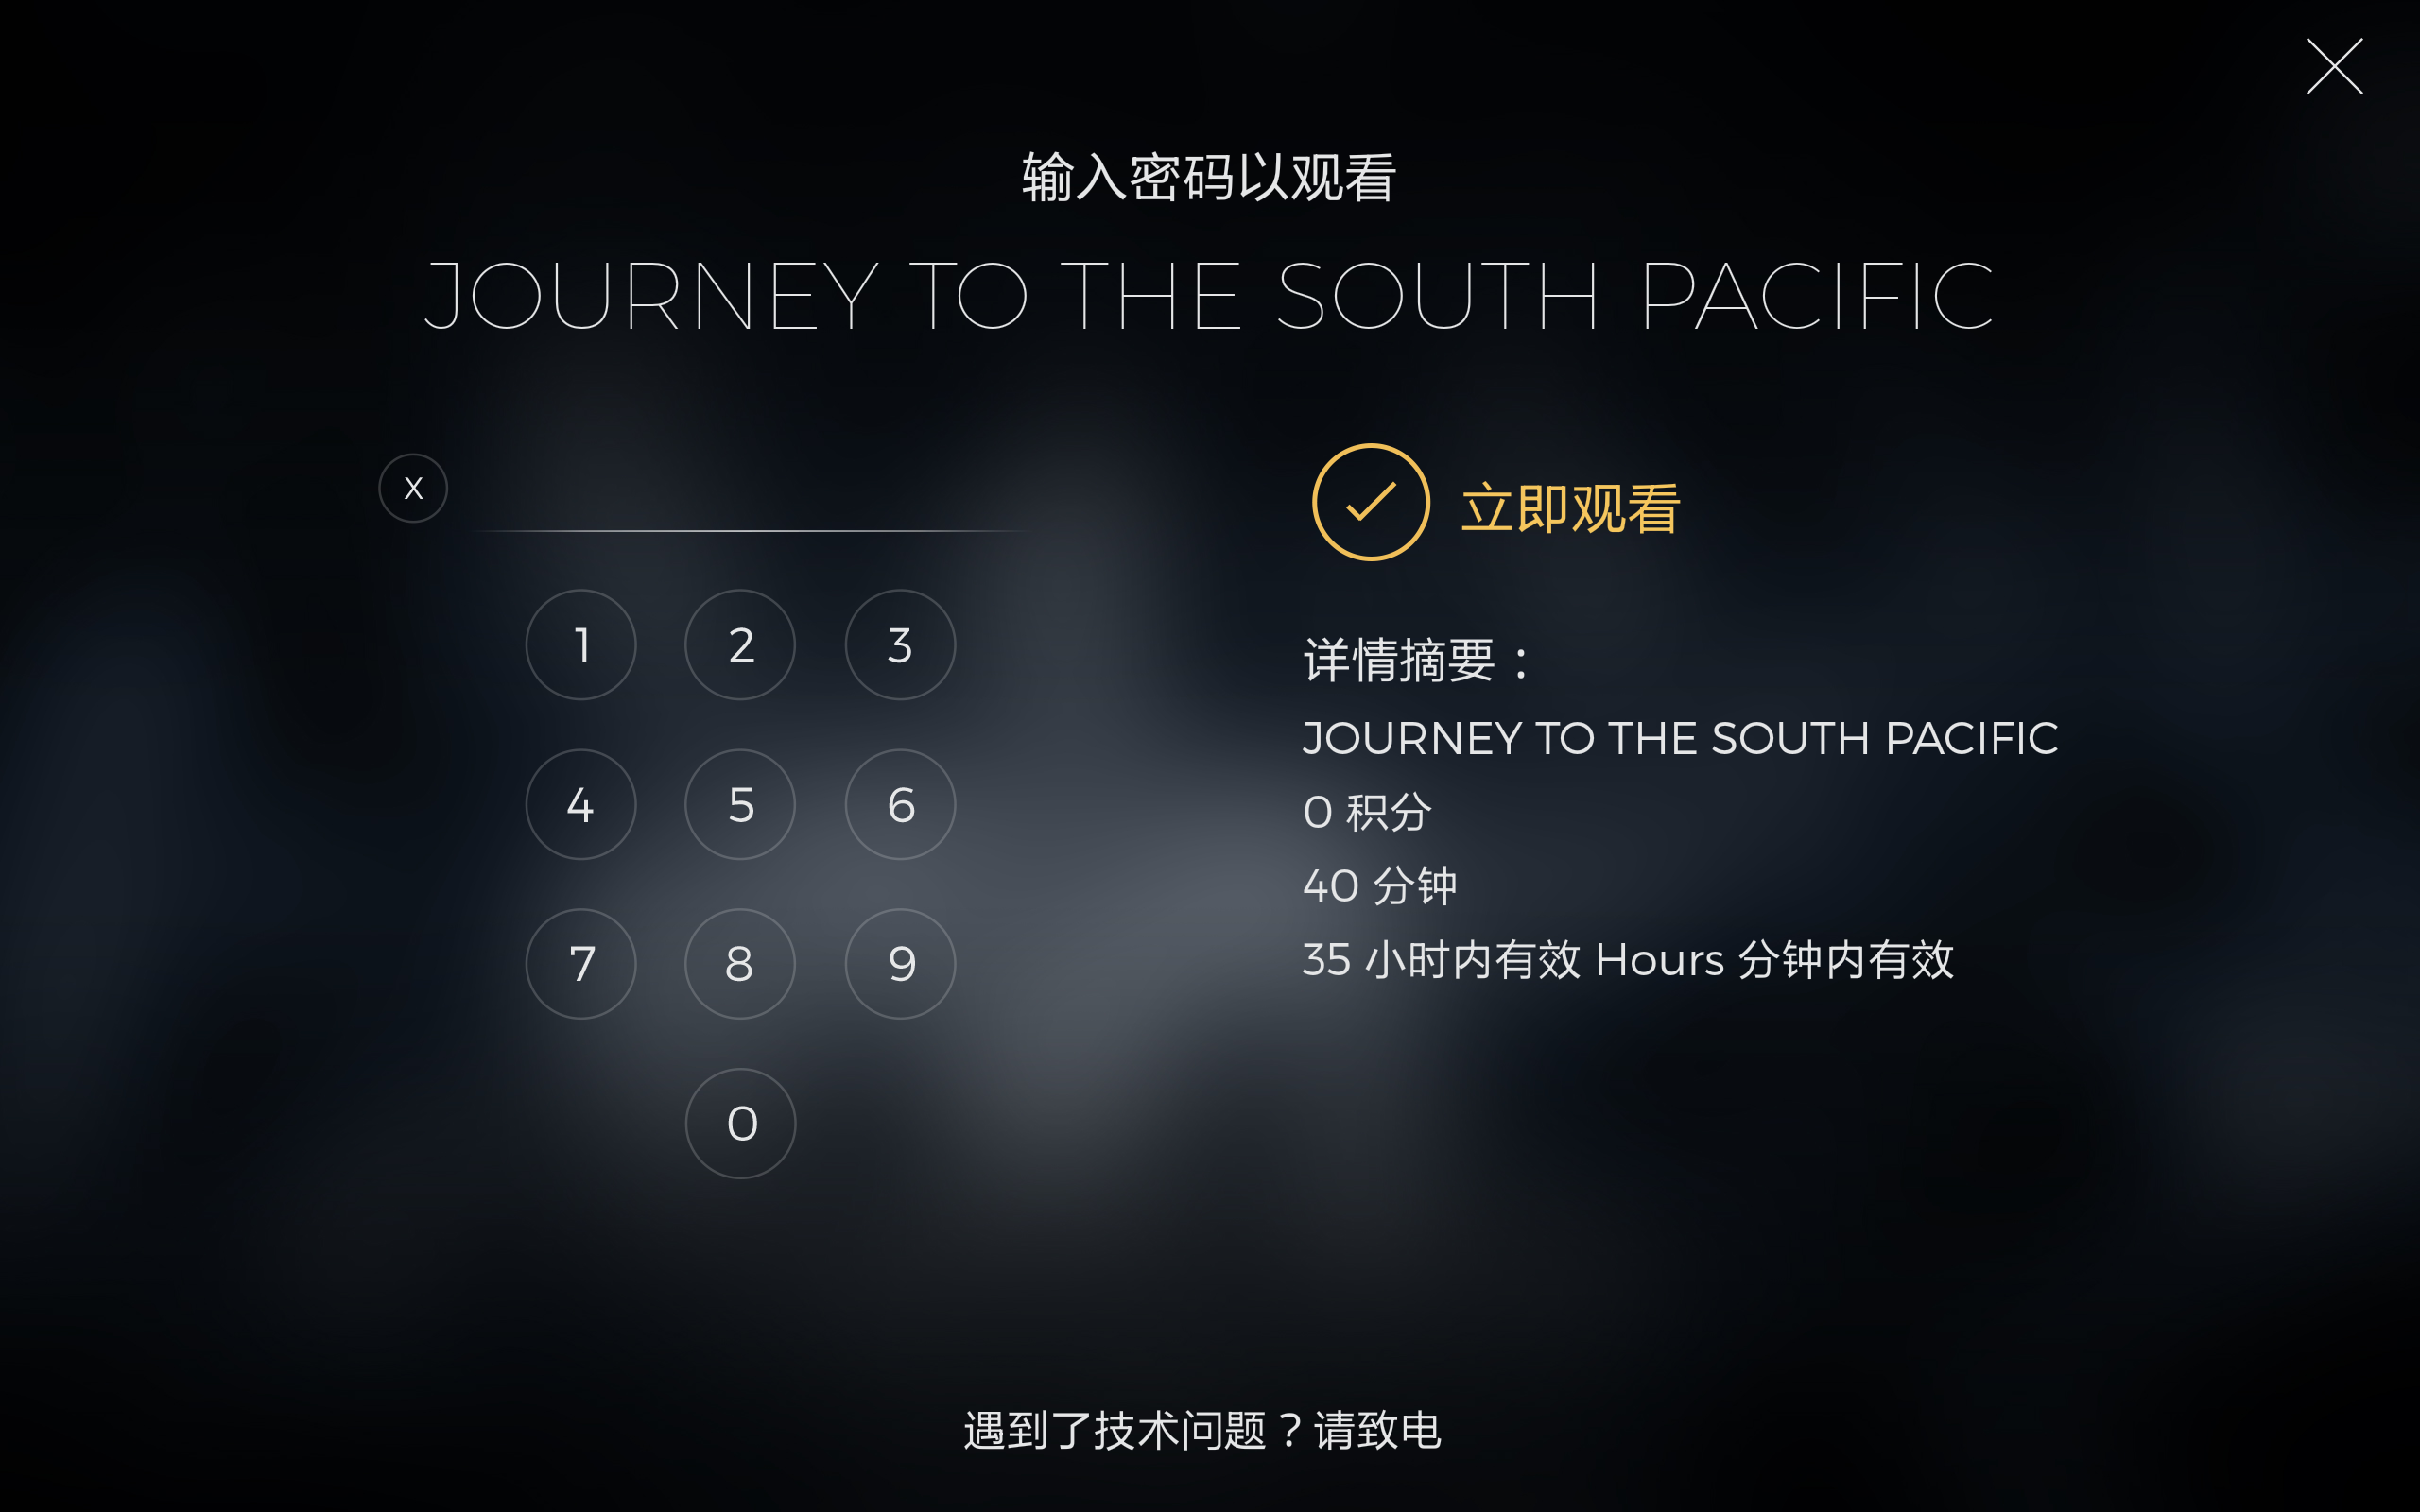 输入密码以观看
JOURNEY TO THE SOUTH PACIFIC
X
立即观看
1 2 3
4 5 6
7 8 9
0
详情摘要：
JOURNEY TO THE SOUTH PACIFIC
0 积分
40 分钟
35 小时内有效 Hours 分钟内有效
遇到了技术问题？请致电